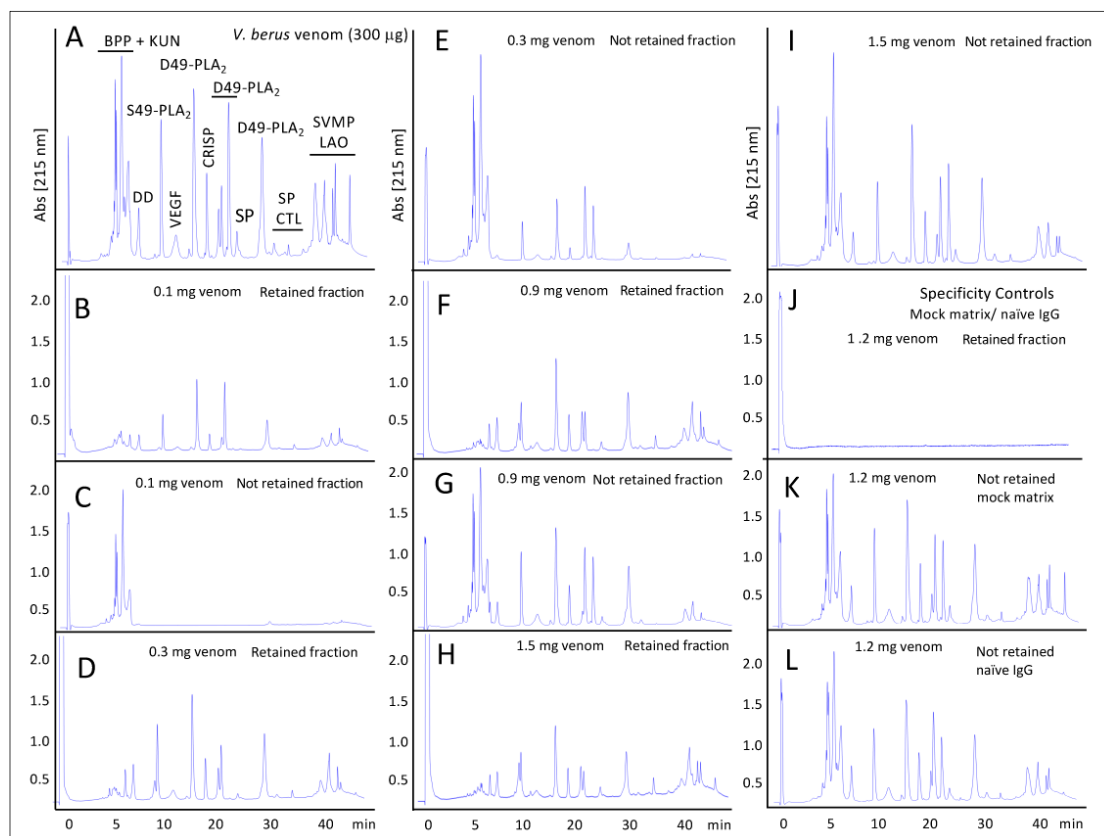 A
BPP + KUN
V. berus venom (300 µg)
D49-PLA₂
S49-PLA₂
D49-PLA₂
D49-PLA₂
CRISP
SVMP
LAO
DD
VEGF
SP
SP
CTL
Abs [215 nm]
B
0.1 mg venom Retained fraction
2.0
1.5
1.0
0.5
C
0.1 mg venom Not retained fraction
2.0
1.5
1.0
0.5
D
0.3 mg venom Retained fraction
2.0
1.5
1.0
0.5
0 5 10 20 30 40 min
E
0.3 mg venom Not retained fraction
Abs [215 nm]
F
0.9 mg venom Retained fraction
2.0
1.5
1.0
0.5
G
0.9 mg venom Not retained fraction
2.0
1.5
1.0
0.5
H
1.5 mg venom Retained fraction
2.0
1.5
1.0
0.5
0 5 10 20 30 40 min
I
1.5 mg venom Not retained fraction
Abs [215 nm]
J
Specificity Controls
Mock matrix/ naïve IgG
1 .2 mg venom Retained fraction
2.0
1.5
1.0
0.5
K
1.2 mg venom Not retained
mock matrix
2.0
1.5
1.0
0.5
L
1.2 mg venom Not retained
naïve IgG
2.0
1.5
1.0
0.5
0 5 10 20 30 40 min